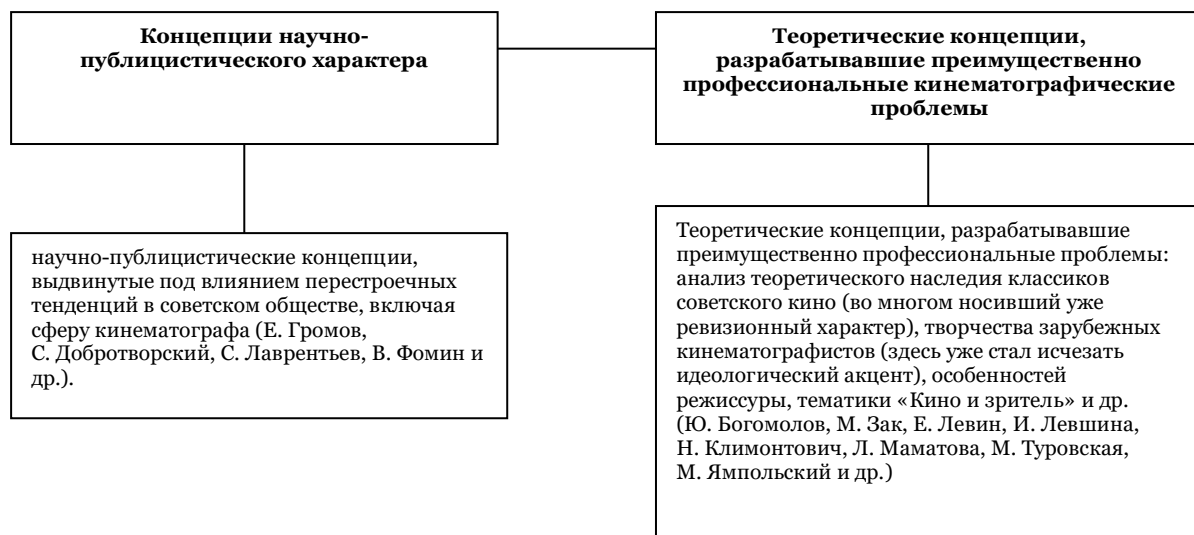 Концепции научно-
публицистического характера
Теоретические концепции,
разрабатывавшие преимущественно
профессиональные кинематографические
проблемы
научно-публицистические концепции,
выдвинутые под влиянием перестроечных
тенденций в советском обществе, включая
сферу кинематографа (Е. Громов,
С. Добротворский, С. Лаврентьев, В. Фомин и
др.).
Теоретические концепции, разрабатывавшие
преимущественно профессиональные проблемы:
анализ теоретического наследия классиков
советского кино (во многом носивший уже
ревизионный характер), творчества зарубежных
кинематографистов (здесь уже стал исчезать
идеологический акцент), особенностей
режиссуры, тематики «Кино и зритель» и др.
(Ю. Богомолов, М. Зак, Е. Левин, И. Левшина,
Н. Климонтович, Л. Маматова, М. Туровская,
М. Ямпольский и др.)